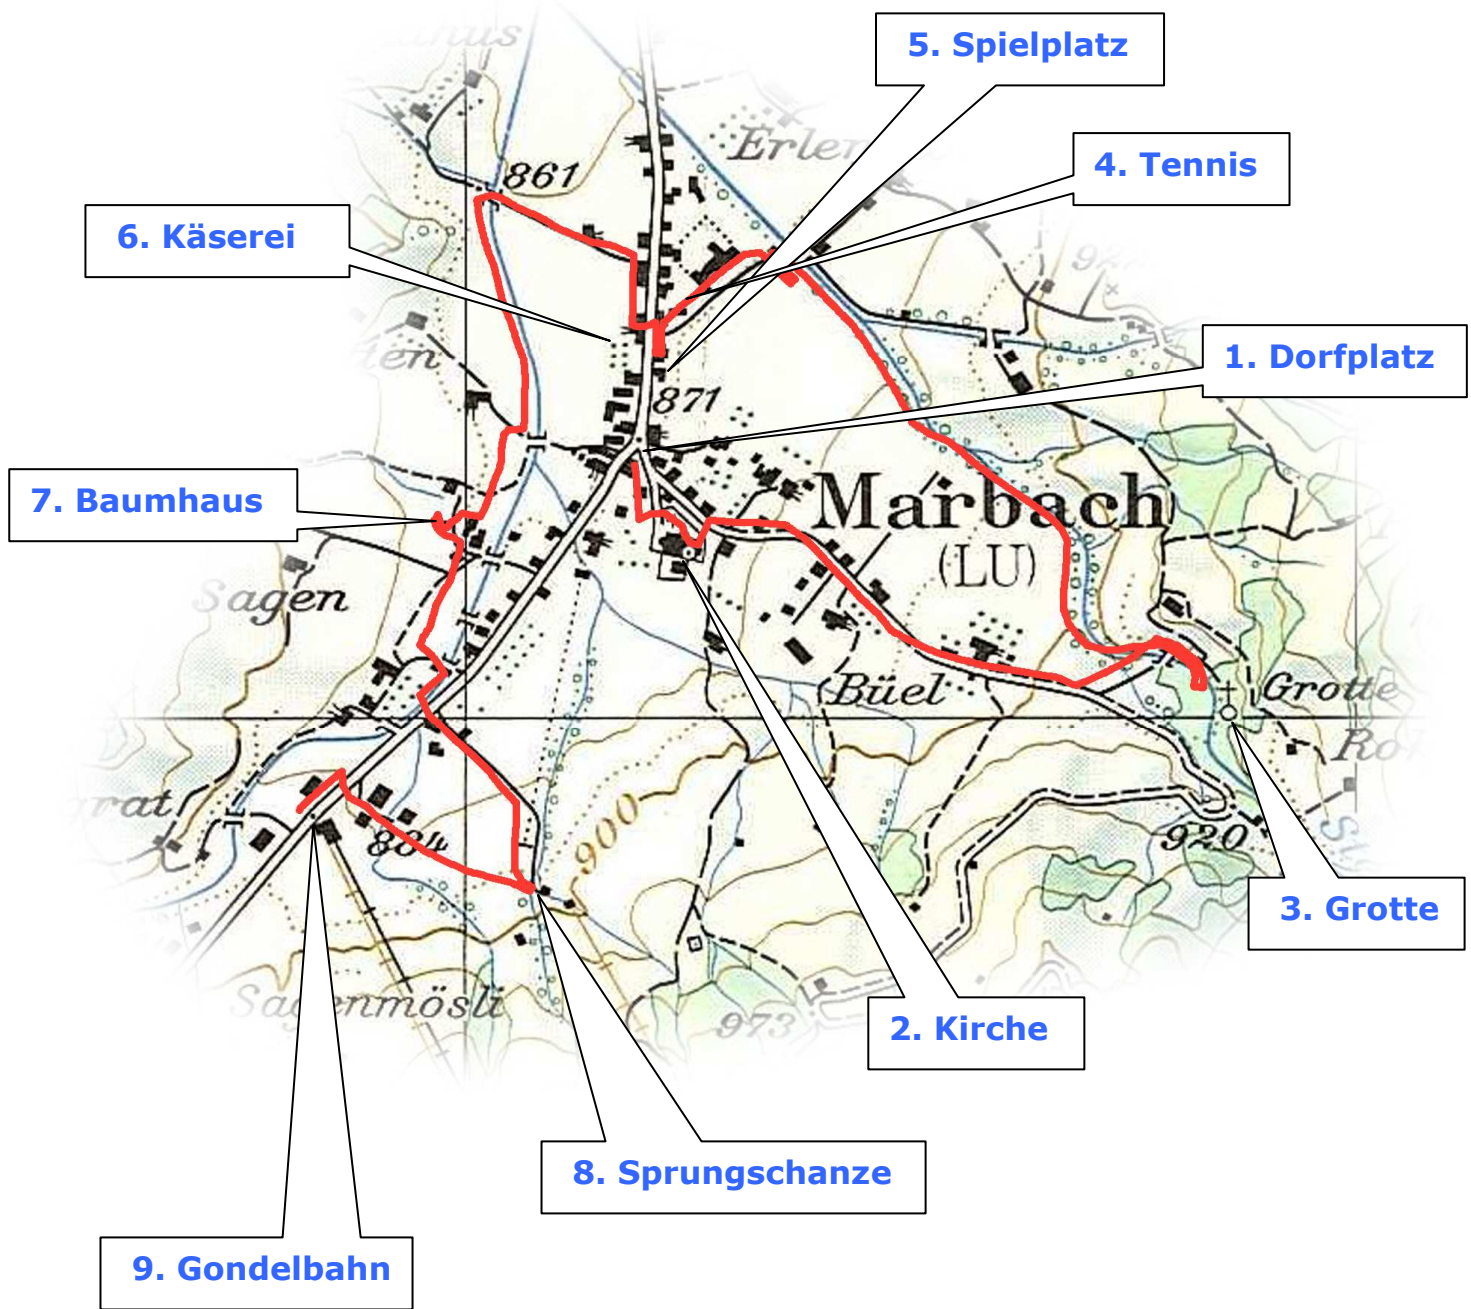 5. Spielplatz
Erlen
4. Tennis
861
6. Käserei
1. Dorfplatz
871
7. Baumhaus
Marbach
(LU)
Sagen
Büel
Grotte
900
920
884
3. Grotte
Sagenmösli
973
2. Kirche
8. Sprungschanze
9. Gondelbahn